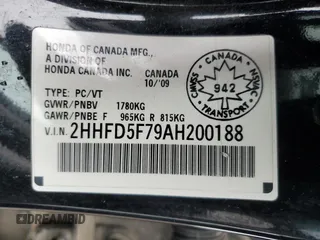 HONDA OF CANADA MFG.,
A DIVISION OF
HONDA CANADA INC. CANADA
10/'09
TYPE: PC/VT
GVWR/PNBV 1780KG
GAWR/PNBE F 965KG R 815KG
V.I.N. 2HHFD5F79AH200188
CANADA
CMVSS
942
NSVAC
TRANSPORT
DREAMBID